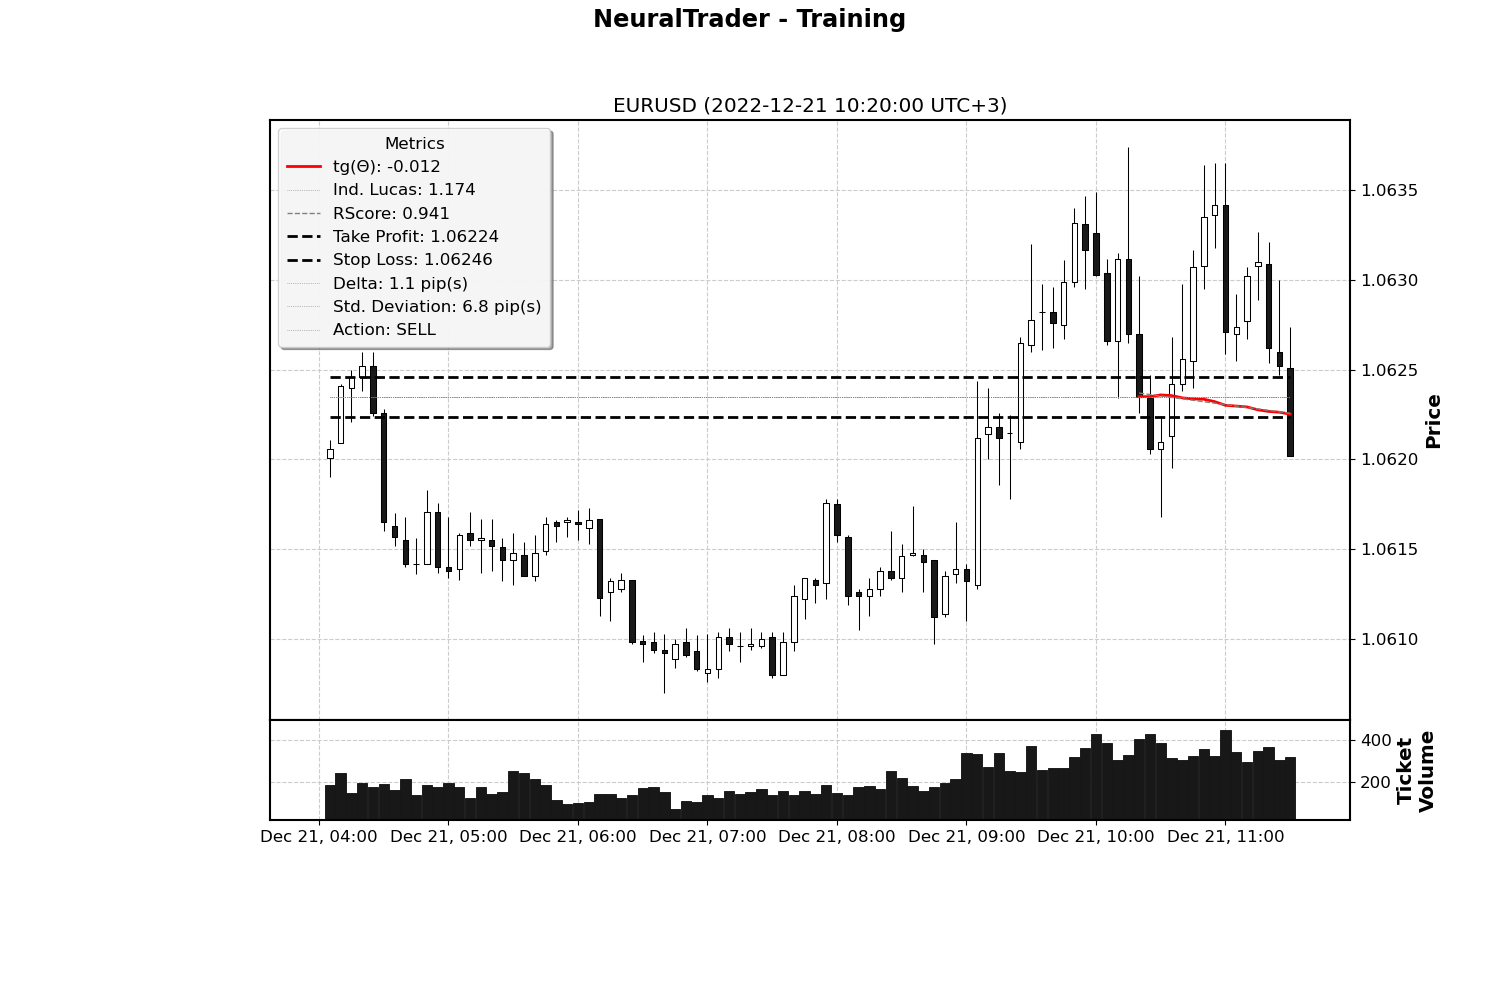 NeuralTrader - Training
EURUSD (2022-12-21 10:20:00 UTC+3)
Metrics
tg(Θ): -0.012
Ind. Lucas: 1.174
RScore: 0.941
Take Profit: 1.06224
Stop Loss: 1.06246
Delta: 1.1 pip(s)
Std. Deviation: 6.8 pip(s)
Action: SELL
1.0635
1.0630
1.0625
1.0620
1.0615
1.0610
Price
400
200
Ticket
Volume
Dec 21, 04:00 Dec 21, 05:00 Dec 21, 06:00 Dec 21, 07:00 Dec 21, 08:00 Dec 21, 09:00 Dec 21, 10:00 Dec 21, 11:00